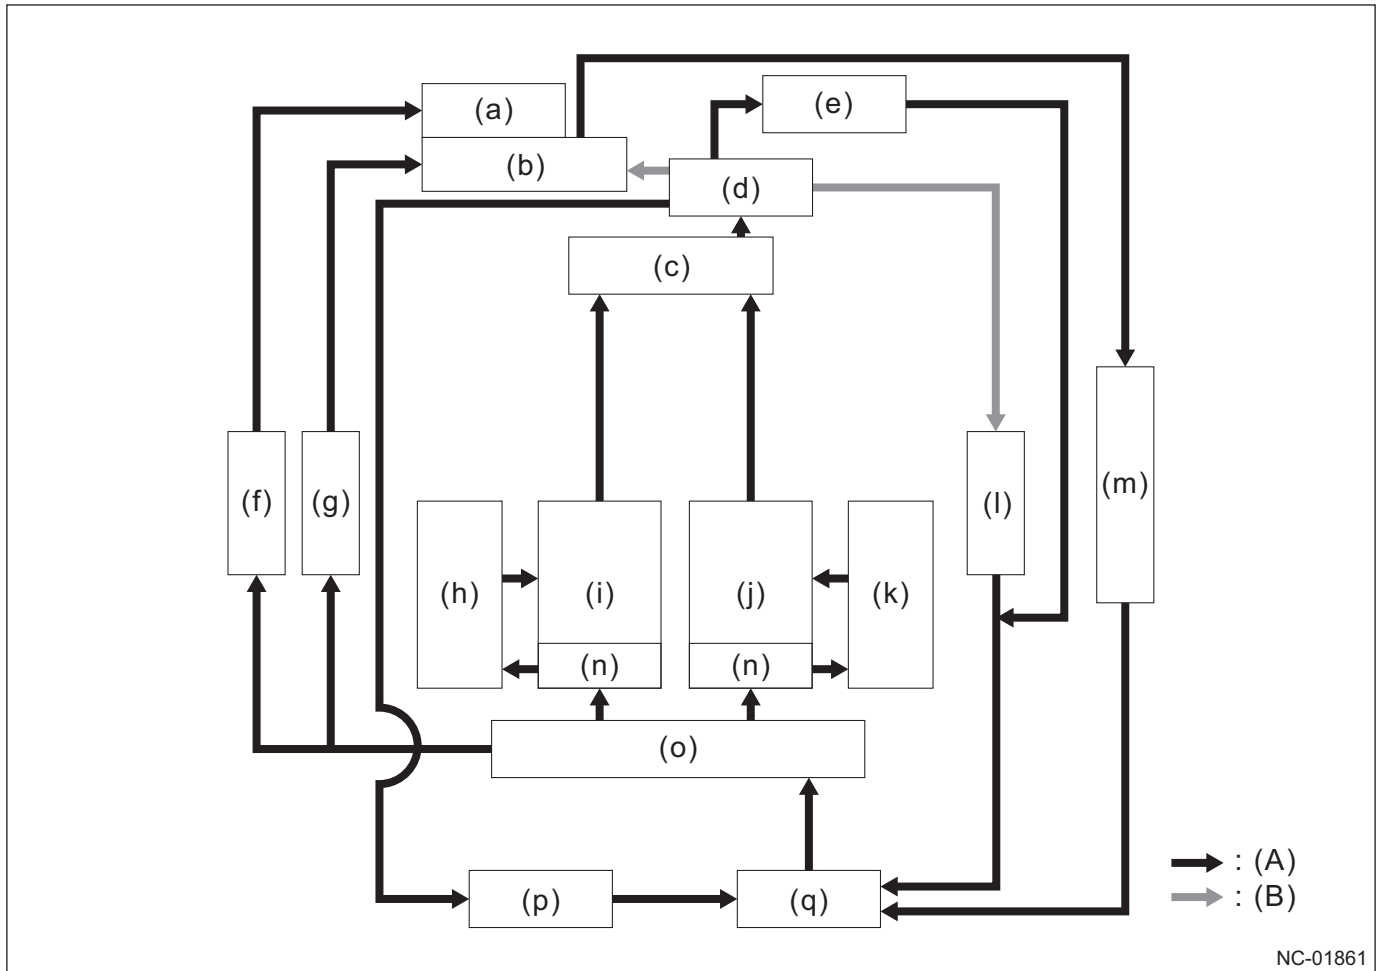 (a)
(e)
(b)
(d)
(c)
(f)
(g)
(h)
(i)
(j)
(k)
(l)
(m)
(n)
(n)
(o)
(p)
(q)
: (A)
: (B)
NC-01861